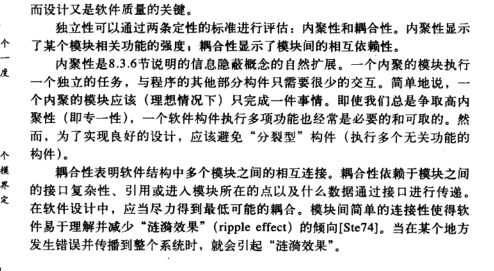 而设计又是软件质量的关键。
独立性可以通过两条定性的标准进行评估：内聚性和耦合性。内聚性显示
了某个模块相关功能的强度；耦合性显示了模块间的相互依赖性。
内聚性是8.3.6节说明的信息隐蔽概念的自然扩展。一个内聚的模块执行
一个独立的任务，与程序的其他部分构件只需要很少的交互。简单地说，一
个内聚的模块应该（理想情况下）只完成一件事情。即使我们总是争取高内
聚性（即专一性），一个软件构件执行多项功能也经常是必要的和可取的。然
而，为了实现良好的设计，应该避免“分裂型”构件（执行多个无关功能的
构件）。
耦合性表明软件结构中多个模块之间的相互连接。耦合性依赖于模块之间
的接口复杂性、引用或进入模块所在的点以及什么数据通过接口进行传递。
在软件设计中，应当尽力得到最低可能的耦合。模块间简单的连接性使得软
件易于理解并减少“涟漪效果”（ripple effect）的倾向[Ste74]。当在某个地方
发生错误并传播到整个系统时，就会引起“涟漪效果”。
个
一
度
个
模
界
定